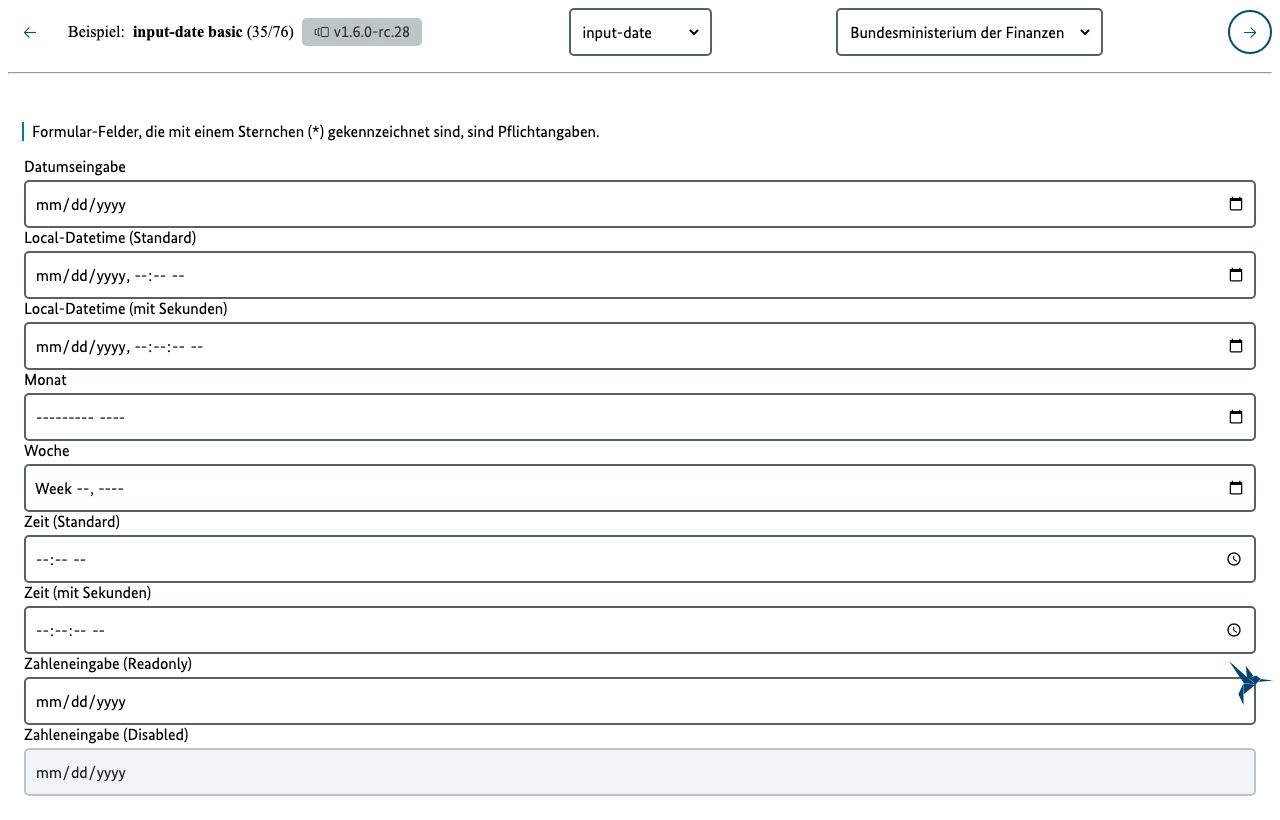 Beispiel: input-date basic (35/76) v1.6.0-rc.28 input-date Bundesministerium der Finanzen
Formular-Felder, die mit einem Sternchen (*) gekennzeichnet sind, sind Pflichtangaben.
Datumseingabe
mm/dd/yyyy
Local-Datetime (Standard)
mm/dd/yyyy, --:-- --
Local-Datetime (mit Sekunden)
mm/dd/yyyy, --:--:-- --
Monat
--------- ----
Woche
Week --, ----
Zeit (Standard)
--:-- --
Zeit (mit Sekunden)
--:--:-- --
Zahleneingabe (Readonly)
mm/dd/yyyy
Zahleneingabe (Disabled)
mm/dd/yyyy